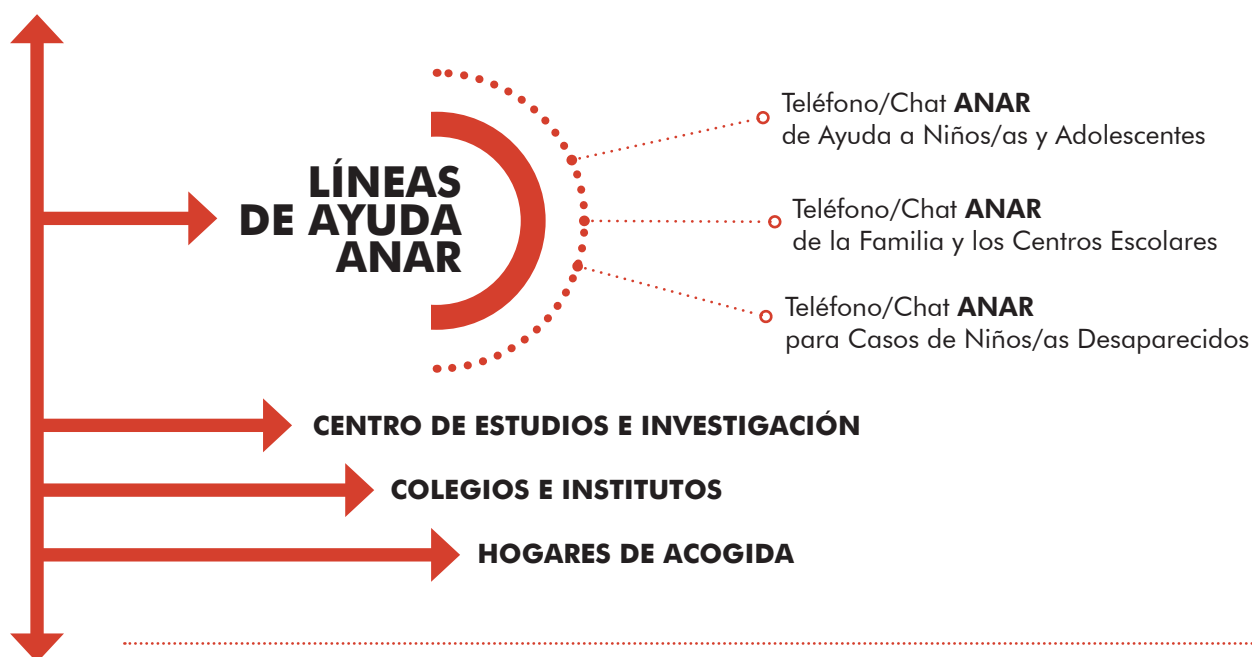 LÍNEAS
DE AYUDA
ANAR
Teléfono/Chat ANAR
de Ayuda a Niños/as y Adolescentes
Teléfono/Chat ANAR
de la Familia y los Centros Escolares
Teléfono/Chat ANAR
para Casos de Niños/as Desaparecidos
CENTRO DE ESTUDIOS E INVESTIGACIÓN
COLEGIOS E INSTITUTOS
HOGARES DE ACOGIDA